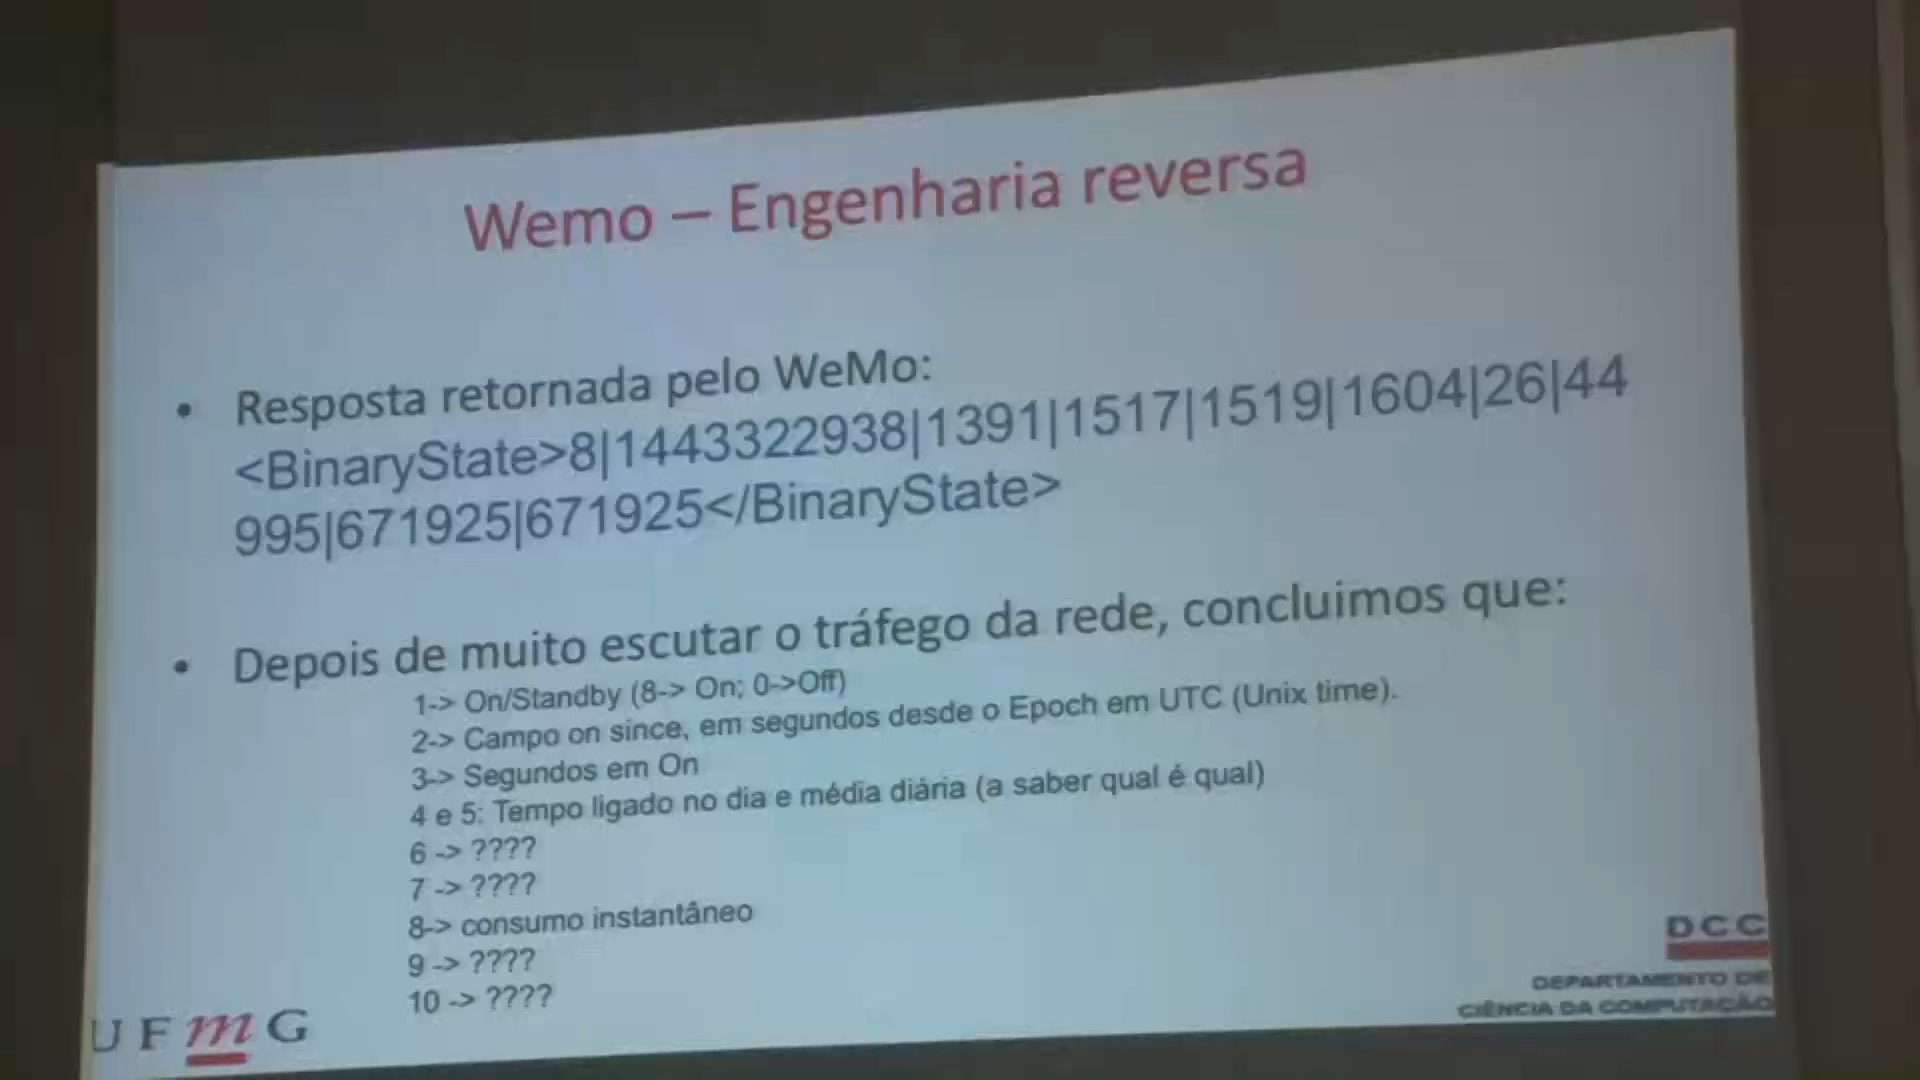 Wemo – Engenharia reversa
• Resposta retornada pelo WeMo:
<BinaryState>8|1443322938|1391|1517|1519|1604|26|44
995|671925|671925</BinaryState>
• Depois de muito escutar o tráfego da rede, concluimos que:
1-> On/Standby (8-> On; 0->Off)
2-> Campo on since, em segundos desde o Epoch em UTC (Unix time).
3-> Segundos em On
4 e 5: Tempo ligado no dia e média diária (a saber qual é qual)
6 -> ????
7 -> ????
8-> consumo instantâneo
9 -> ????
10 -> ????
UFmG
DCC
DEPARTAMENTO DE
CIÊNCIA DA COMPUTAÇÃO